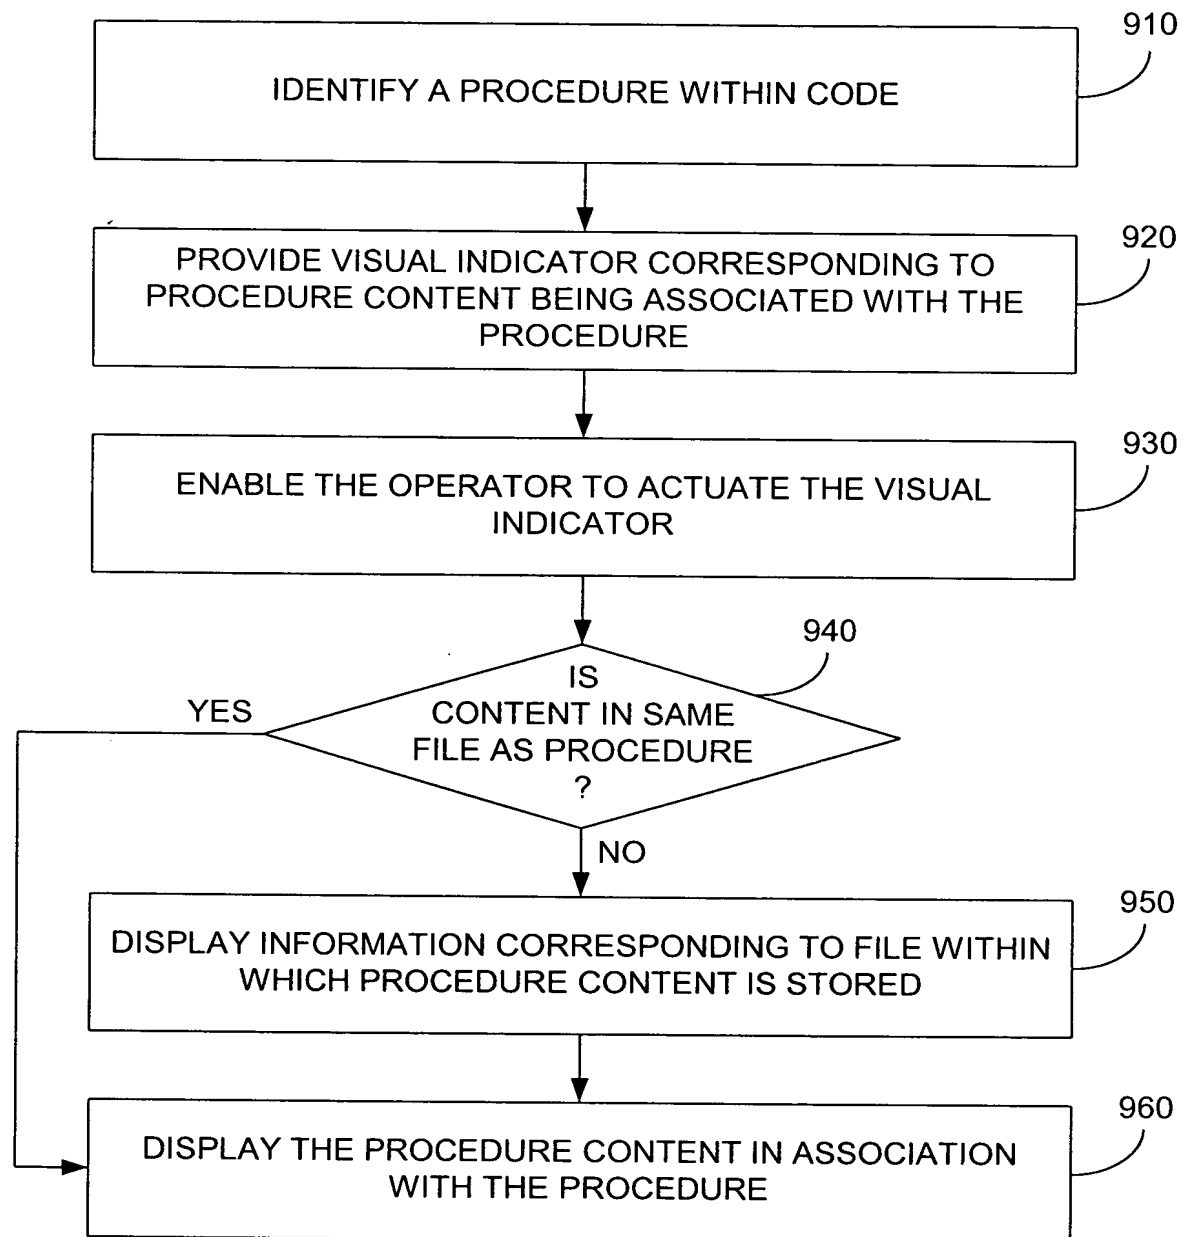 910
IDENTIFY A PROCEDURE WITHIN CODE
920
PROVIDE VISUAL INDICATOR CORRESPONDING TO
PROCEDURE CONTENT BEING ASSOCIATED WITH THE
PROCEDURE
930
ENABLE THE OPERATOR TO ACTUATE THE VISUAL
INDICATOR
940
IS
CONTENT IN SAME
FILE AS PROCEDURE
?
YES
NO
950
DISPLAY INFORMATION CORRESPONDING TO FILE WITHIN
WHICH PROCEDURE CONTENT IS STORED
960
DISPLAY THE PROCEDURE CONTENT IN ASSOCIATION
WITH THE PROCEDURE